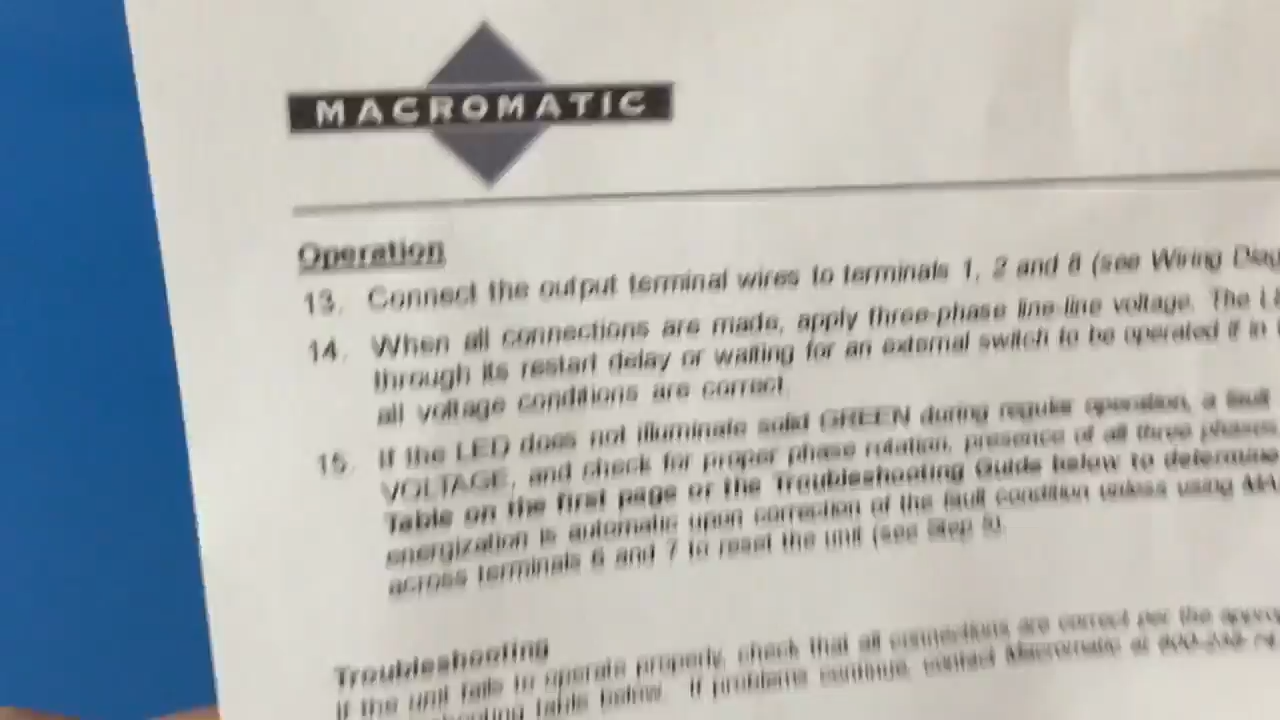 MACROMATIC
Operation
13. Connect the output terminal wires to terminals 1, 2 and 8 (see Wiring Diag
14. When all connections are made, apply three-phase line-line voltage. The L
through its restart delay or waiting for an external switch to be operated if in
all voltage conditions are correct.
15. If the LED does not illuminate solid GREEN during regular operation, a fault
VOLTAGE, and check for proper phase rotation, presence of all three phases
Table on the first page or the Troubleshooting Guide below to determine
energization is automatic upon correction of the fault condition unless using
across terminals 6 and 7 to reset the unit (see Step
Troubleshooting
If the unit fails to operate properly, check that all connections are correct per the
table below. If problems continue, contact Macromatic at